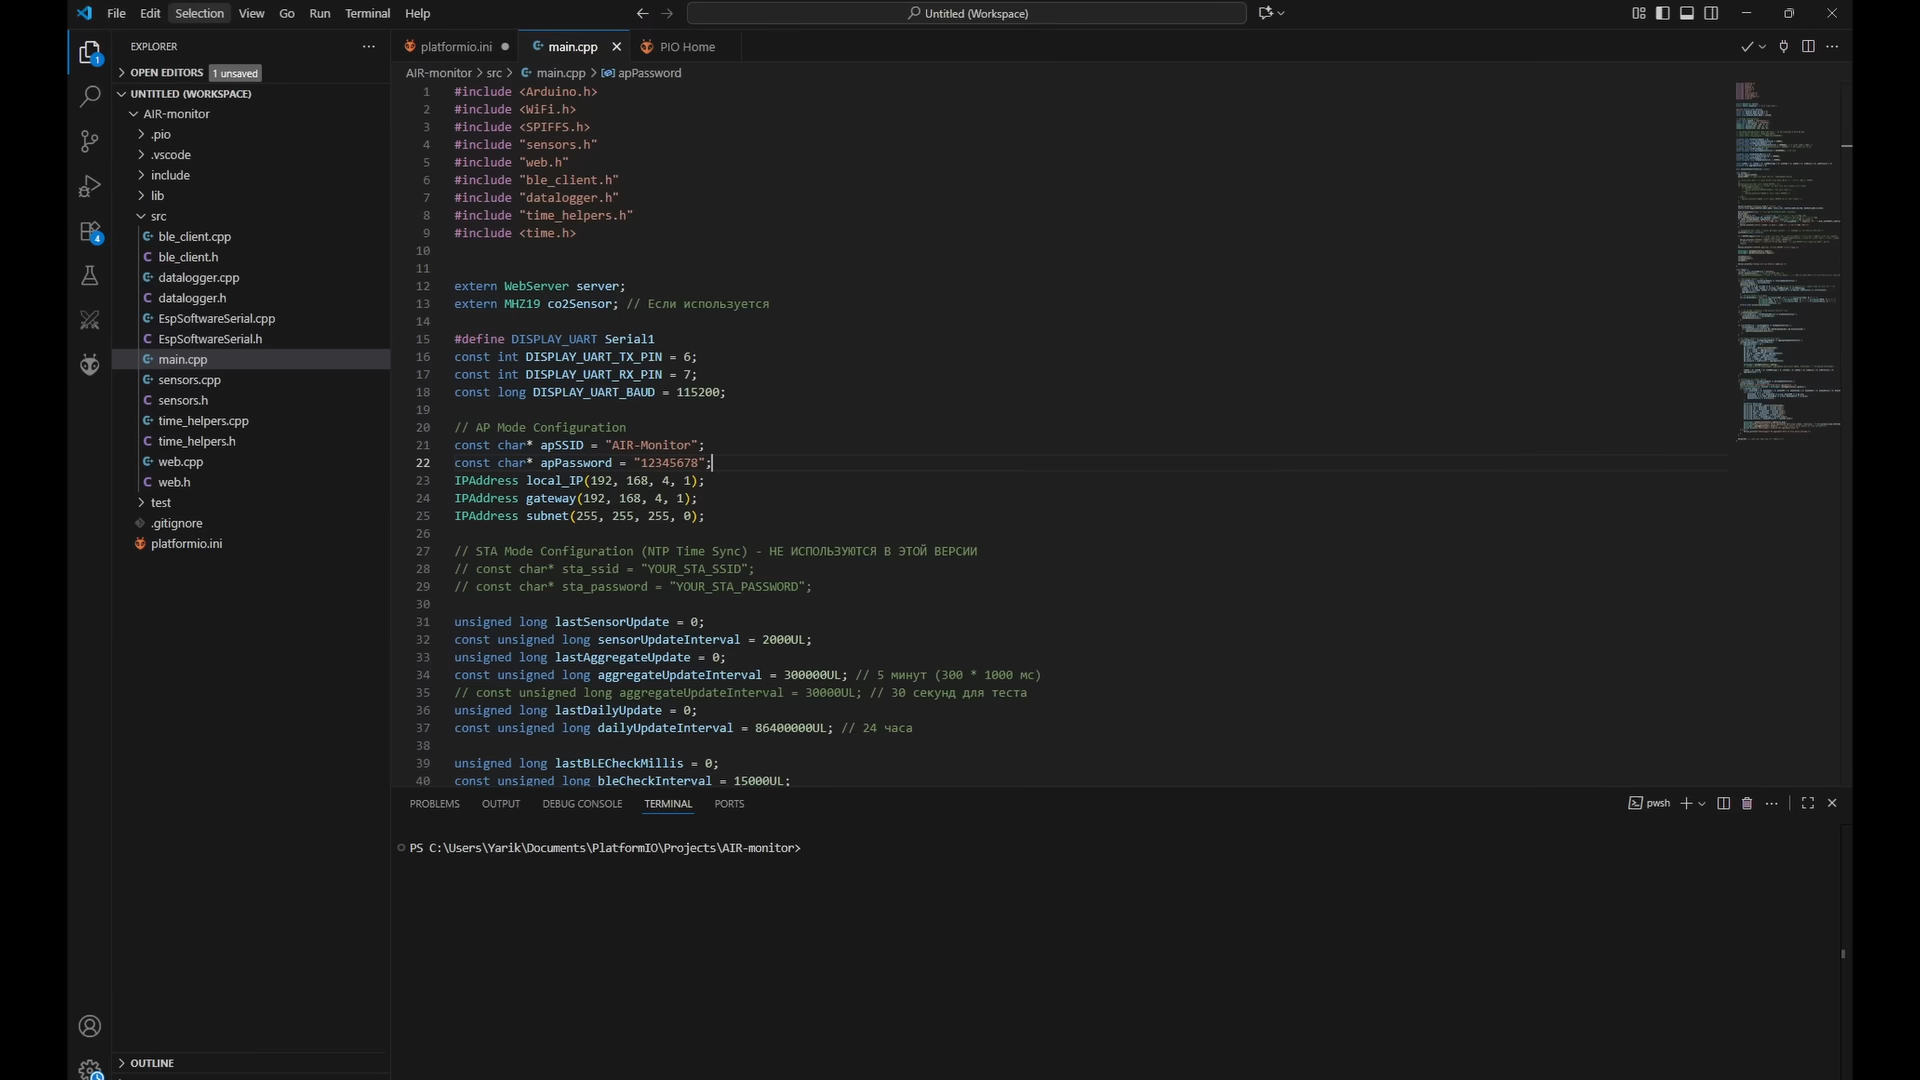 File Edit Selection View Go Run Terminal Help
Untitled (Workspace)
EXPLORER
OPEN EDITORS 1 unsaved
UNTITLED (WORKSPACE)
AIR-monitor
.pio
.vscode
include
lib
src
ble_client.cpp
ble_client.h
datalogger.cpp
datalogger.h
EspSoftwareSerial.cpp
EspSoftwareSerial.h
main.cpp
sensors.cpp
sensors.h
time_helpers.cpp
time_helpers.h
web.cpp
web.h
test
.gitignore
platformio.ini
OUTLINE
1
4
platformio.ini main.cpp PIO Home
AIR-monitor > src > main.cpp > apPassword
1 #include <Arduino.h>
2 #include <WiFi.h>
3 #include <SPIFFS.h>
4 #include "sensors.h"
5 #include "web.h"
6 #include "ble_client.h"
7 #include "datalogger.h"
8 #include "time_helpers.h"
9 #include <time.h>
10
11
12 extern WebServer server;
13 extern MHZ19 co2Sensor; // Если используется
14
15 #define DISPLAY_UART Serial1
16 const int DISPLAY_UART_TX_PIN = 6;
17 const int DISPLAY_UART_RX_PIN = 7;
18 const long DISPLAY_UART_BAUD = 115200;
19
20 // AP Mode Configuration
21 const char* apSSID = "AIR-Monitor";
22 const char* apPassword = "12345678";
23 IPAddress local_IP(192, 168, 4, 1);
24 IPAddress gateway(192, 168, 4, 1);
25 IPAddress subnet(255, 255, 255, 0);
26
27 // STA Mode Configuration (NTP Time Sync) - НЕ ИСПОЛЬЗУЮТСЯ В ЭТОЙ ВЕРСИИ
28 // const char* sta_ssid = "YOUR_STA_SSID";
29 // const char* sta_password = "YOUR_STA_PASSWORD";
30
31 unsigned long lastSensorUpdate = 0;
32 const unsigned long sensorUpdateInterval = 2000UL;
33 unsigned long lastAggregateUpdate = 0;
34 const unsigned long aggregateUpdateInterval = 300000UL; // 5 минут (300 * 1000 мс)
35 // const unsigned long aggregateUpdateInterval = 30000UL; // 30 секунд для теста
36 unsigned long lastDailyUpdate = 0;
37 const unsigned long dailyUpdateInterval = 86400000UL; // 24 часа
38
39 unsigned long lastBLECheckMillis = 0;
40 const unsigned long bleCheckInterval = 15000UL;
PROBLEMS OUTPUT DEBUG CONSOLE TERMINAL PORTS
pwsh
PS C:\Users\Yarik\Documents\PlatformIO\Projects\AIR-monitor>